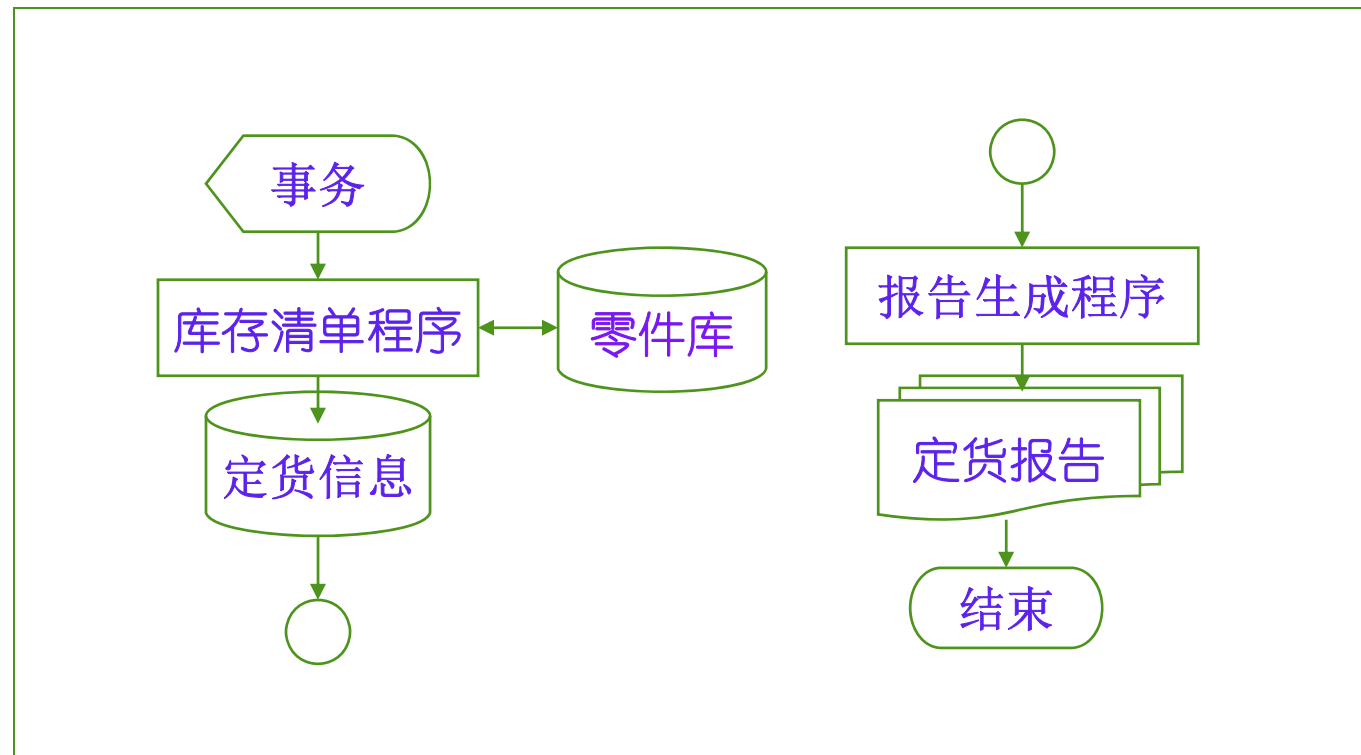 事务
库存清单程序
零件库
定货信息
报告生成程序
定货报告
结束